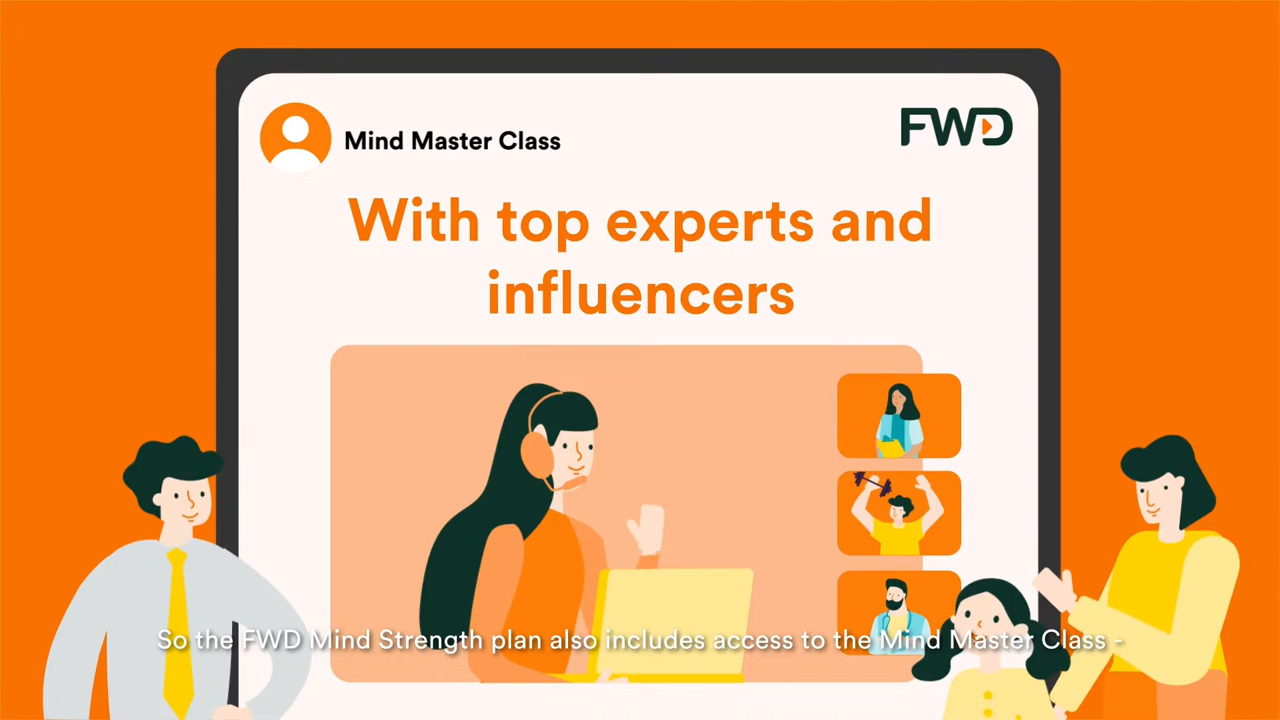 Mind Master Class
FWD
With top experts and
influencers
So the FWD Mind Strength plan also includes access to the Mind Master Class -